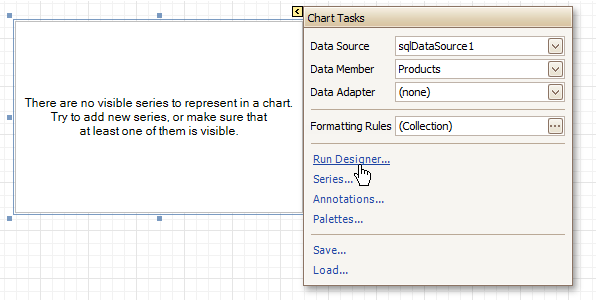 There are no visible series to represent in a chart.
Try to add new series, or make sure that
at least one of them is visible.
Chart Tasks
Data Source sqlDataSource1
Data Member Products
Data Adapter (none)
Formatting Rules (Collection)
Run Designer...
Series...
Annotations...
Palettes...
Save...
Load...